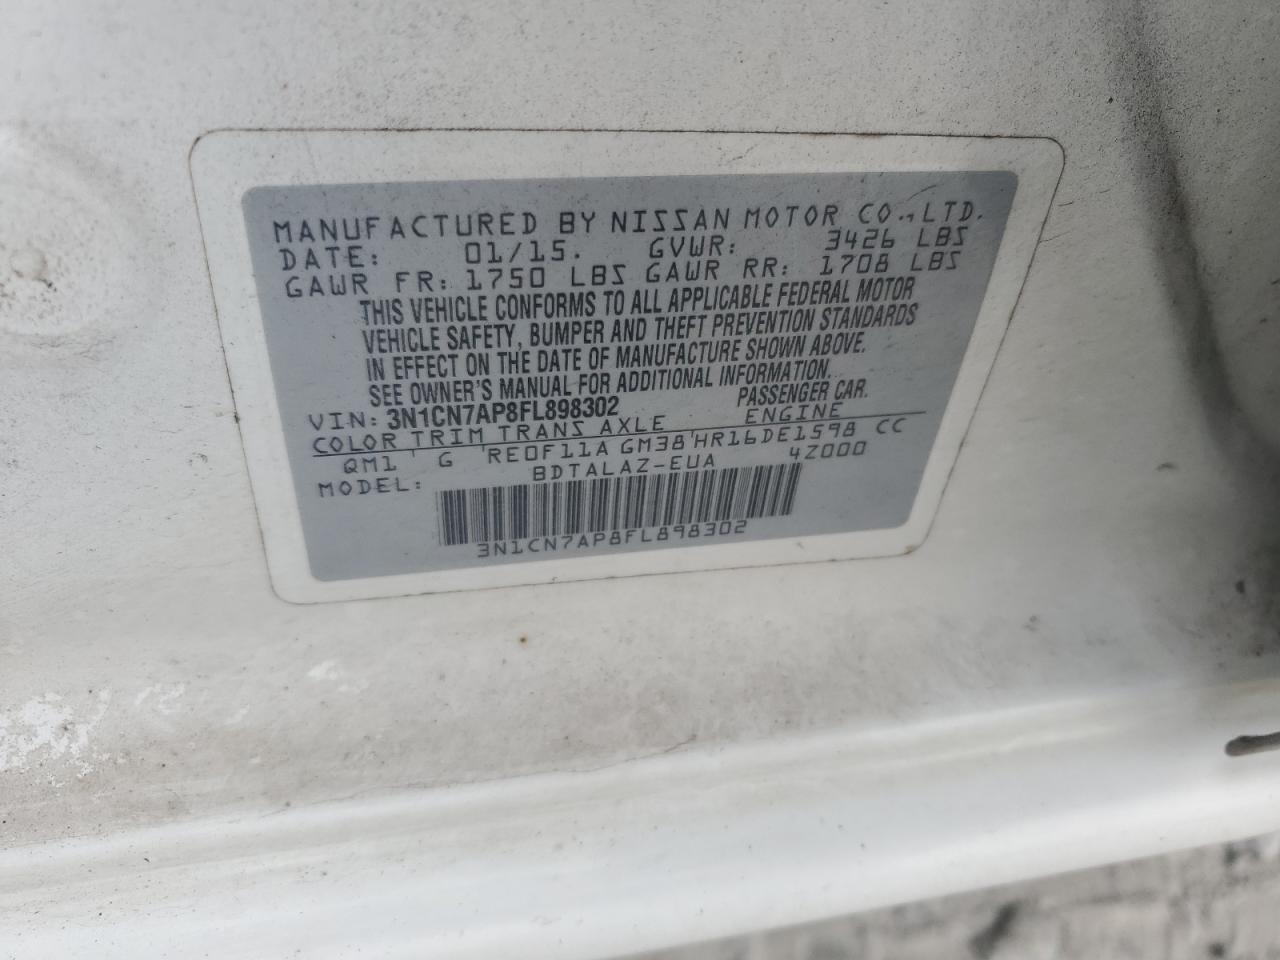 MANUFACTURED BY NISSAN MOTOR CO., LTD.
DATE: 01/15. GVWR: 3426 LBS
GAWR FR: 1750 LBS GAWR RR: 1708 LBS
THIS VEHICLE CONFORMS TO ALL APPLICABLE FEDERAL MOTOR
VEHICLE SAFETY, BUMPER AND THEFT PREVENTION STANDARDS
IN EFFECT ON THE DATE OF MANUFACTURE SHOWN ABOVE.
SEE OWNER'S MANUAL FOR ADDITIONAL INFORMATION.
VIN: 3N1CN7AP8FL898302 PASSENGER CAR.
COLOR TRIM TRANS AXLE ENGINE
QM1 G RE0F11A GM38 HR16DE1598 CC
MODEL: BDTALAZ-EUA 4Z000
3N1CN7AP8FL898302